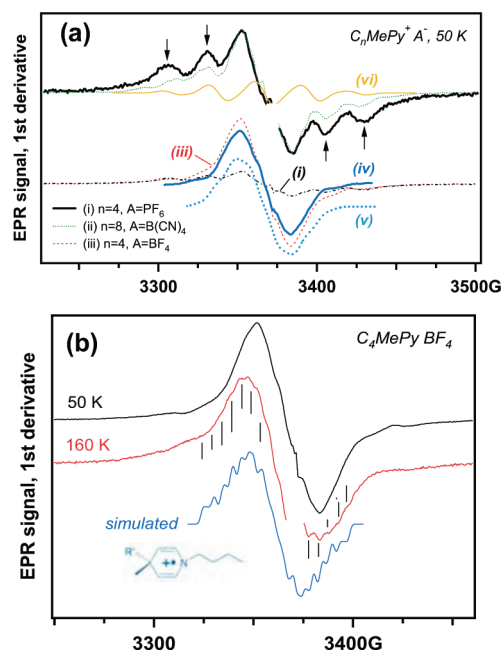 (a)
CₙMePy⁺ A⁻, 50 K
(vi)
(iii)
(i)
(iv)
(v)
(i) n=4, A=PF₆
(ii) n=8, A=B(CN)₄
(iii) n=4, A=BF₄
EPR signal, 1st derivative
3300 3400 3500G
(b)
C₄MePy BF₄
50 K
160 K
simulated
R'
N
EPR signal, 1st derivative
3300 3400G